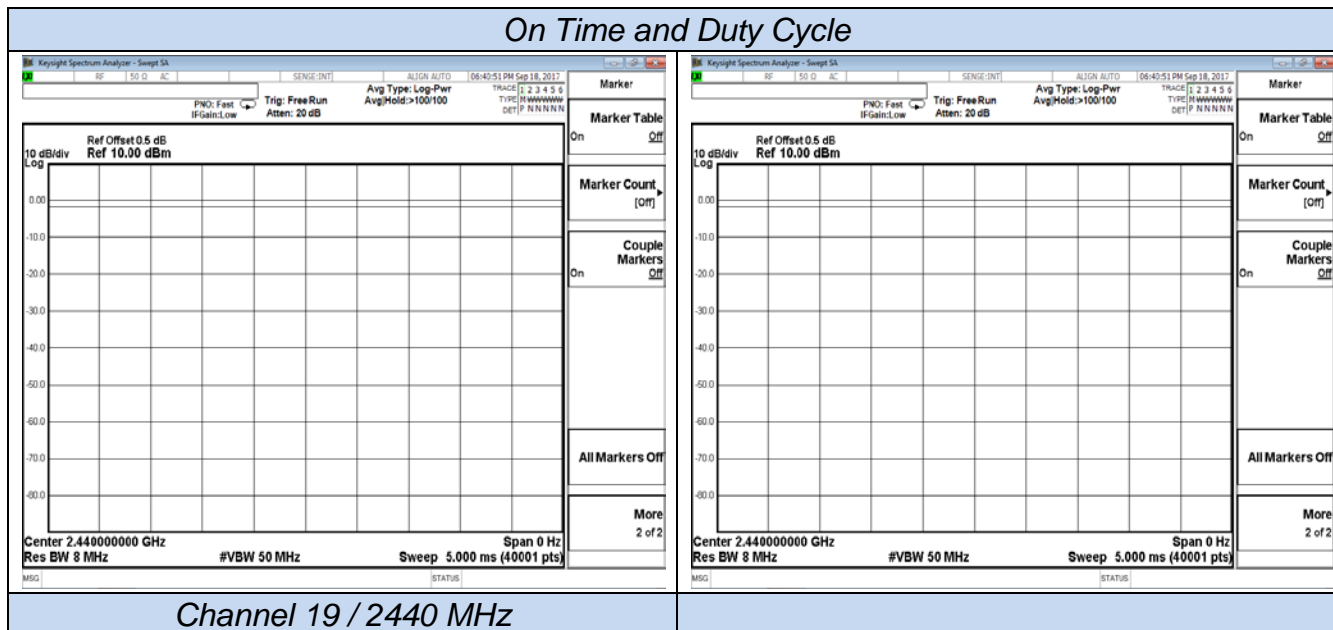 On Time and Duty Cycle
Keysight Spectrum Analyzer - Swept SA
RF 50 Ω AC SENSE:INT ALIGN AUTO 06:40:51 PM Sep 18, 2017
Avg Type: Log-Pwr TRACE 1 2 3 4 5 6
PNO: Fast Trig: Free Run Avg|Hold:>100/100 TYPE M WWWWW
IFGain:Low Atten: 20 dB DET P N N N N N
Ref Offset 0.5 dB
10 dB/div Ref 10.00 dBm
Log
0.00
-10.0
-20.0
-30.0
-40.0
-50.0
-60.0
-70.0
-80.0
Center 2.440000000 GHz Span 0 Hz
Res BW 8 MHz #VBW 50 MHz Sweep 5.000 ms (40001 pts)
MSG STATUS
Marker
Marker Table
On Off
Marker Count
[Off]
Couple
Markers
On Off
All Markers Off
More
2 of 2
Keysight Spectrum Analyzer - Swept SA
RF 50 Ω AC SENSE:INT ALIGN AUTO 06:40:51 PM Sep 18, 2017
Avg Type: Log-Pwr TRACE 1 2 3 4 5 6
PNO: Fast Trig: Free Run Avg|Hold:>100/100 TYPE M WWWWW
IFGain:Low Atten: 20 dB DET P N N N N N
Ref Offset 0.5 dB
10 dB/div Ref 10.00 dBm
Log
0.00
-10.0
-20.0
-30.0
-40.0
-50.0
-60.0
-70.0
-80.0
Center 2.440000000 GHz Span 0 Hz
Res BW 8 MHz #VBW 50 MHz Sweep 5.000 ms (40001 pts)
MSG STATUS
Marker
Marker Table
On Off
Marker Count
[Off]
Couple
Markers
On Off
All Markers Off
More
2 of 2
Channel 19 / 2440 MHz